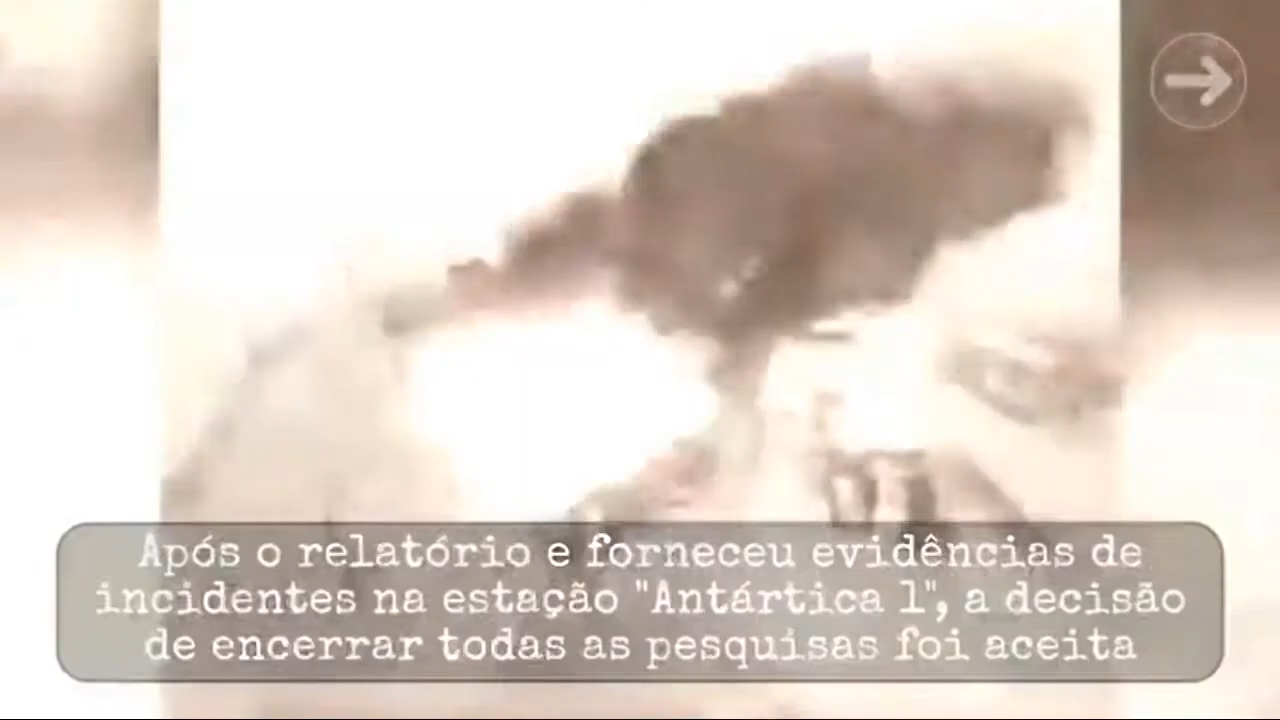 Após o relatório e forneceu evidências de
incidentes na estação "Antártica 1", a decisão
de encerrar todas as pesquisas foi aceita